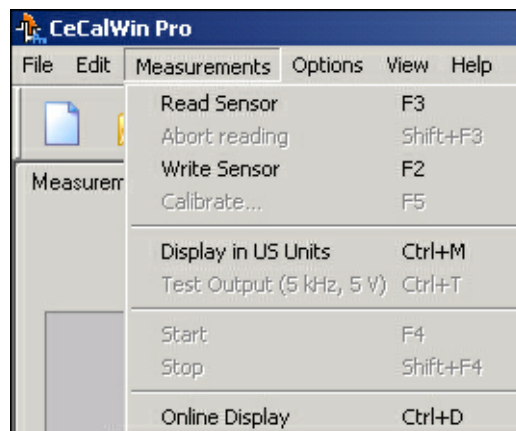 CeCalWin Pro
File Edit Measurements Options View Help
Read Sensor F3
Abort reading Shift+F3
Write Sensor F2
Calibrate... F5
Display in US Units Ctrl+M
Test Output (5 kHz, 5 V) Ctrl+T
Start F4
Stop Shift+F4
Online Display Ctrl+D